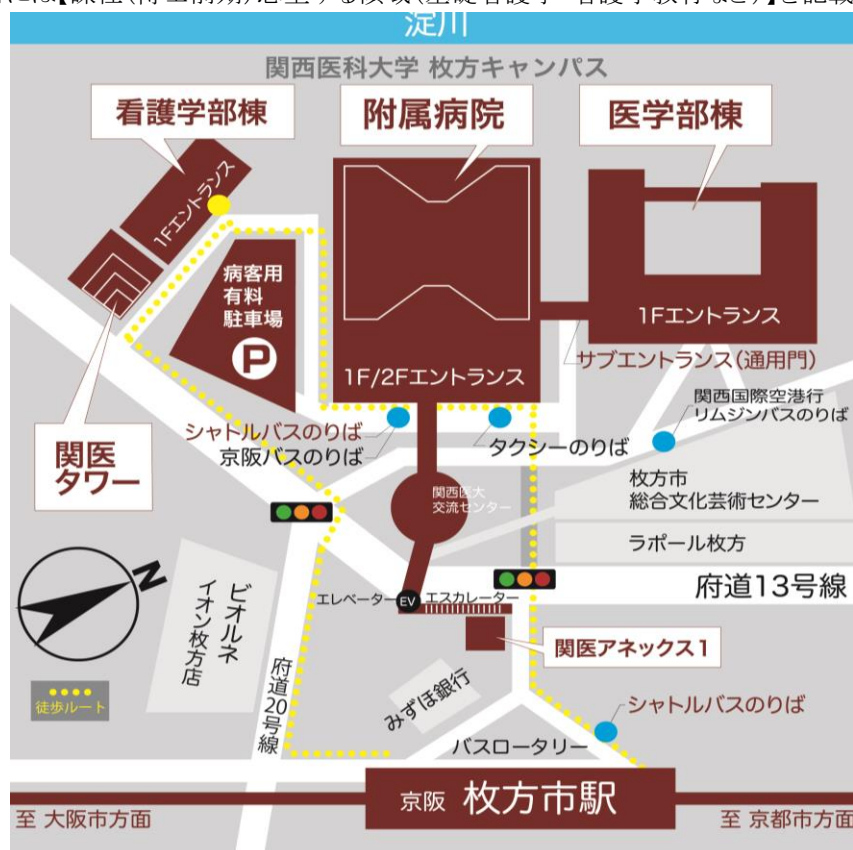 淀川
関西医科大学 枚方キャンパス
看護学部棟
附属病院
医学部棟
1Fエントランス
病客用
有料
駐車場
P
1Fエントランス
サブエントランス(通用門)
1F/2Fエントランス
関西国際空港行
リムジンバスのりば
シャトルバスのりば
京阪バスのりば
タクシーのりば
関医
タワー
枚方市
総合文化芸術センター
関西医大
交流センター
ラポール枚方
府道13号線
N
エレベーター
EV
エスカレーター
ビオルネ
イオン枚方店
関医アネックス1
府道20号線
みずほ銀行
シャトルバスのりば
徒歩ルート
バスロータリー
京阪 枚方市駅
至 大阪市方面
至 京都市方面